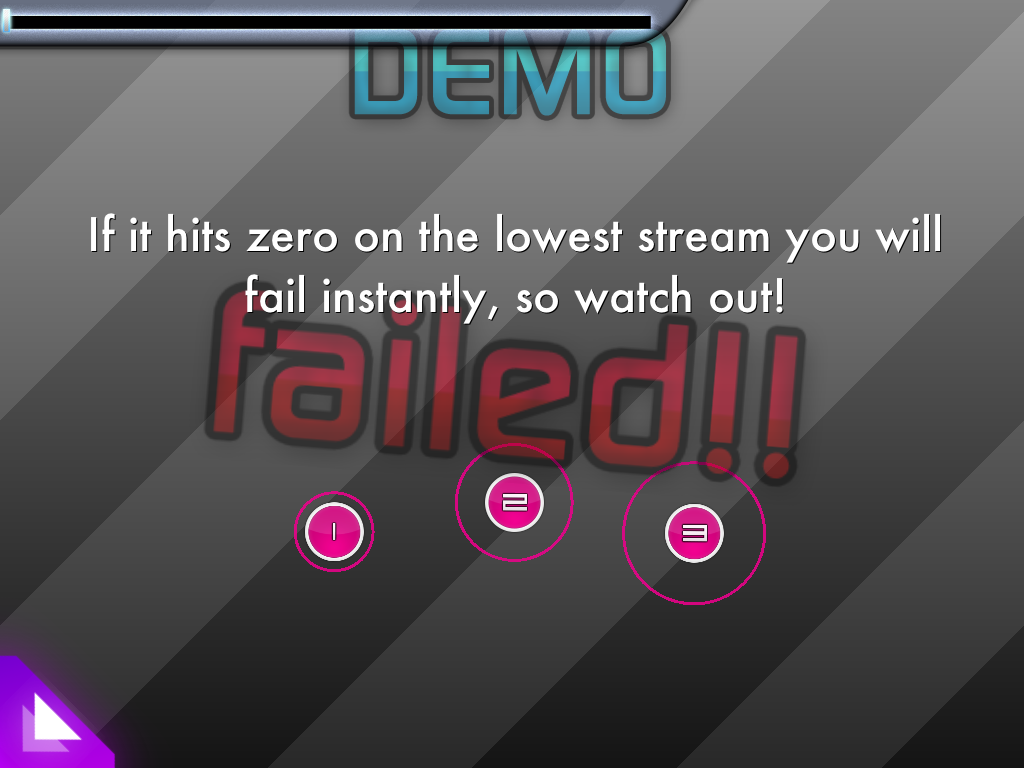 DEMO
If it hits zero on the lowest stream you will
fail instantly, so watch out!
failed!!
1
2
3